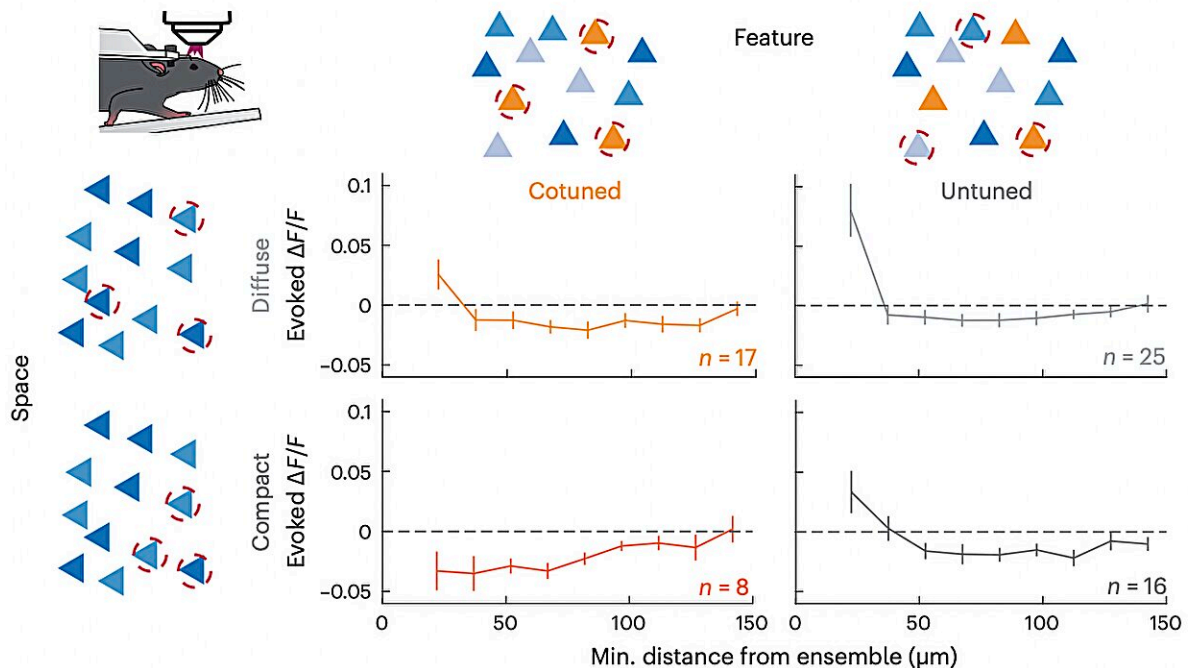 Feature
Cotuned
Untuned
Space
Diffuse
Evoked ΔF/F
0.1
0.05
0
−0.05
n = 17
n = 25
Compact
Evoked ΔF/F
0.1
0.05
0
−0.05
n = 8
n = 16
0 50 100 150
0 50 100 150
Min. distance from ensemble (µm)